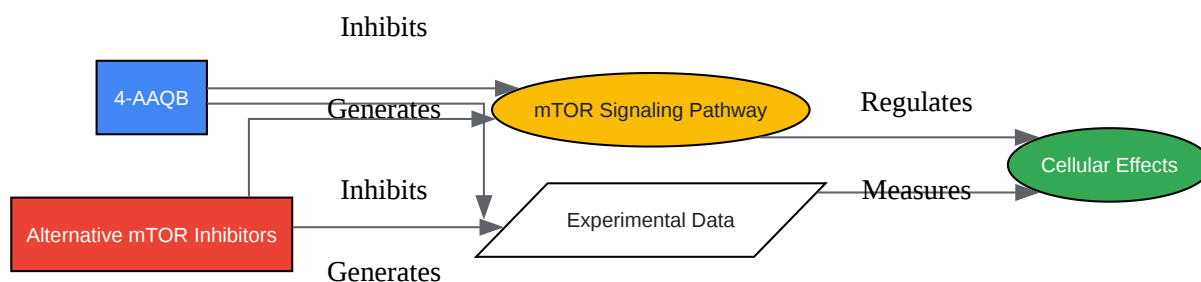 Inhibits
4-AAQB
Generates
mTOR Signaling Pathway
Regulates
Cellular Effects
Inhibits
Measures
Alternative mTOR Inhibitors
Experimental Data
Generates